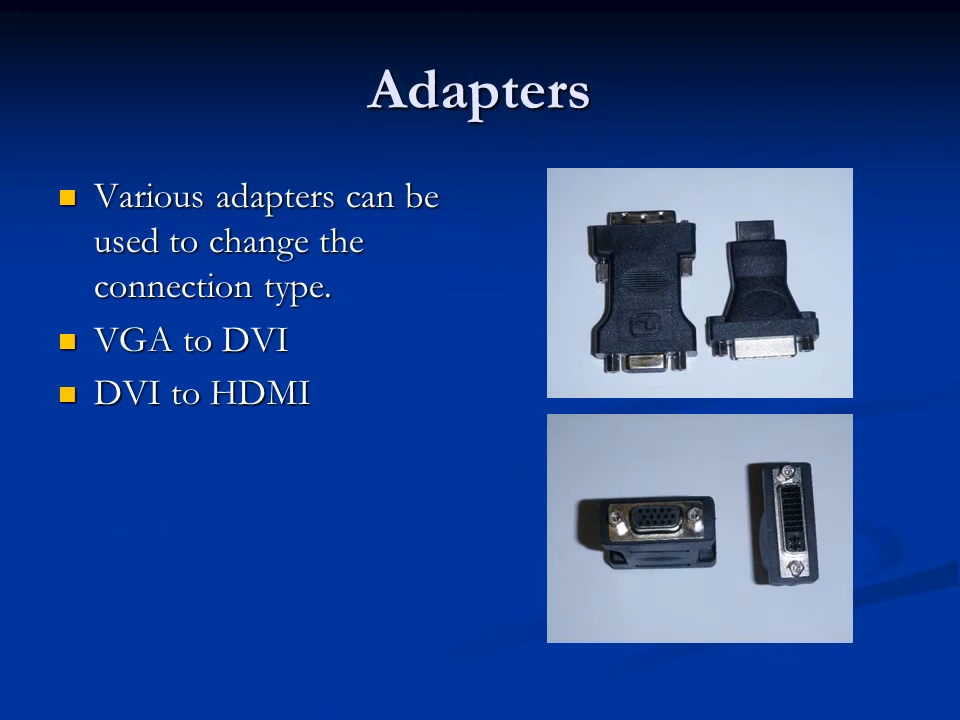 Adapters
Various adapters can be
used to change the
connection type.
VGA to DVI
DVI to HDMI